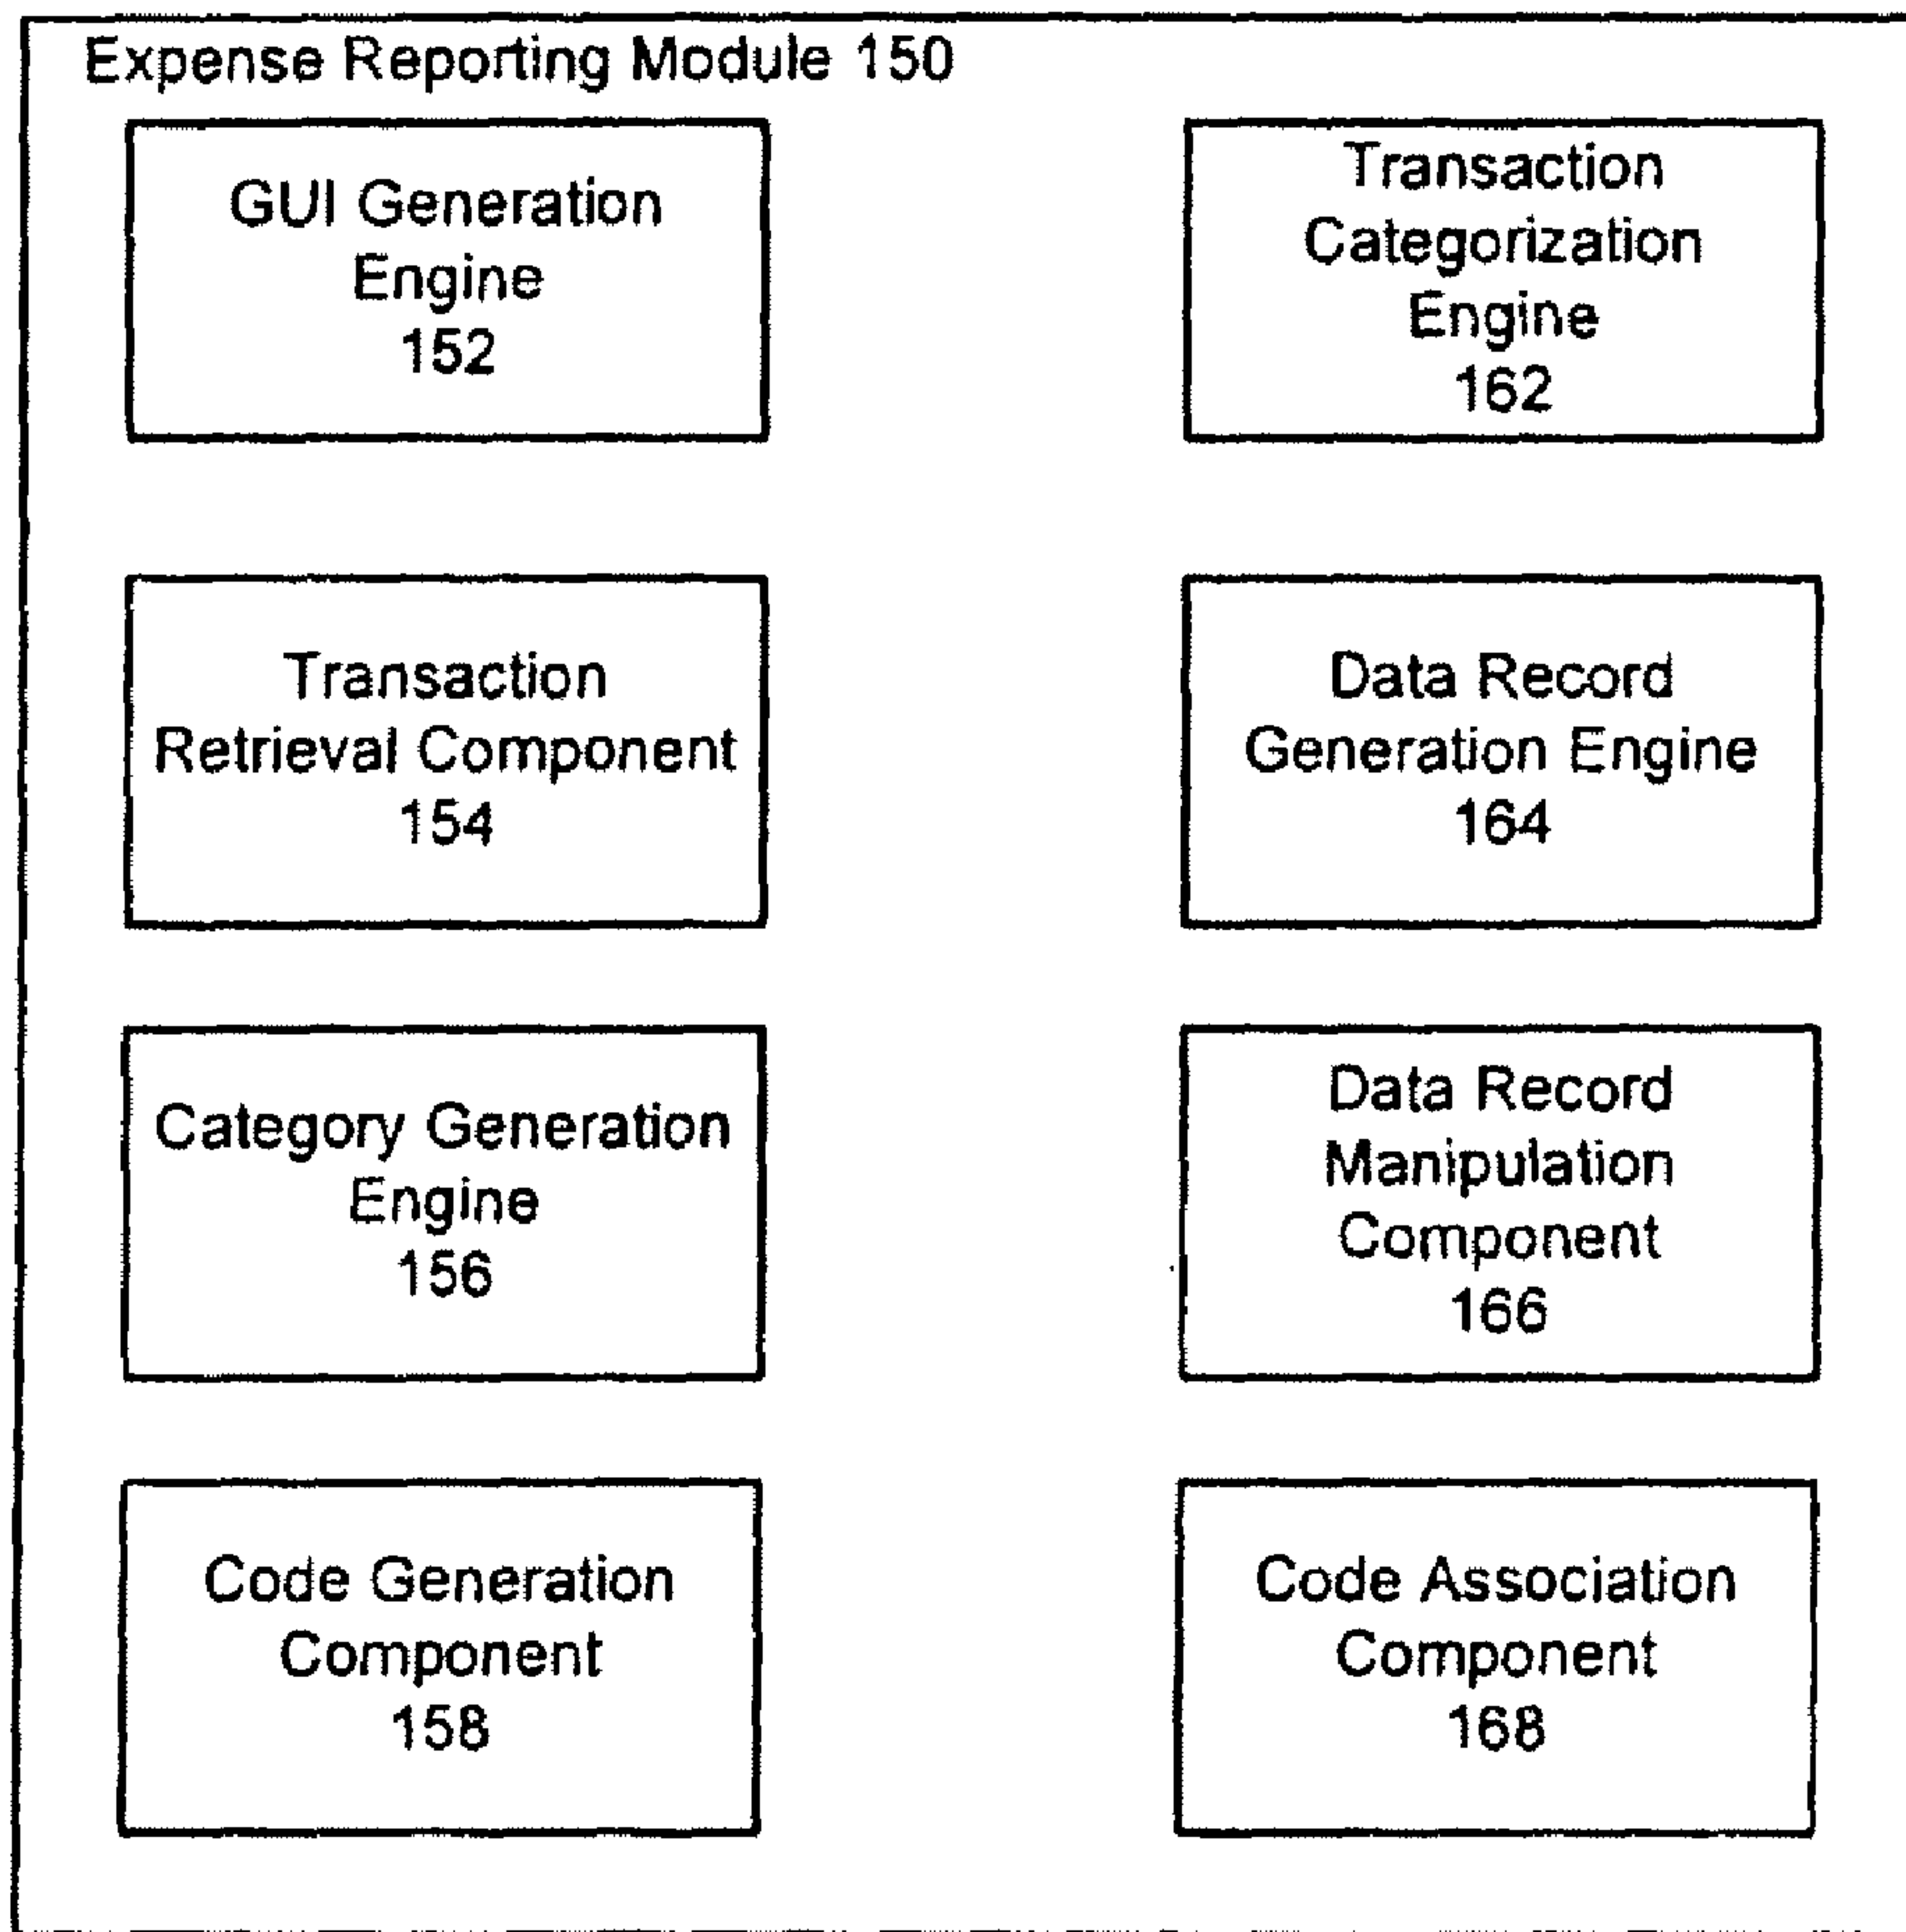 Expense Reporting Module 150
GUI Generation
Engine
152
Transaction
Categorization
Engine
162
Transaction
Retrieval Component
154
Data Record
Generation Engine
164
Category Generation
Engine
156
Data Record
Manipulation
Component
166
Code Generation
Component
158
Code Association
Component
168